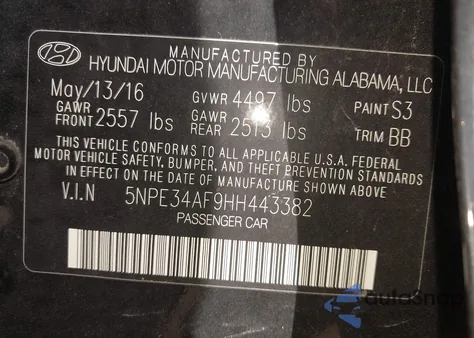 MANUFACTURED BY
HYUNDAI MOTOR MANUFACTURING ALABAMA, LLC
May/13/16 GVWR 4497 lbs PAINT S3
GAWR FRONT 2557 lbs GAWR REAR 2513 lbs TRIM BB
THIS VEHICLE CONFORMS TO ALL APPLICABLE U.S.A. FEDERAL
MOTOR VEHICLE SAFETY, BUMPER, AND THEFT PREVENTION STANDARDS
IN EFFECT ON THE DATE OF MANUFACTURE SHOWN ABOVE.
V.I.N 5NPE34AF9HH443382
PASSENGER CAR
auto3nap